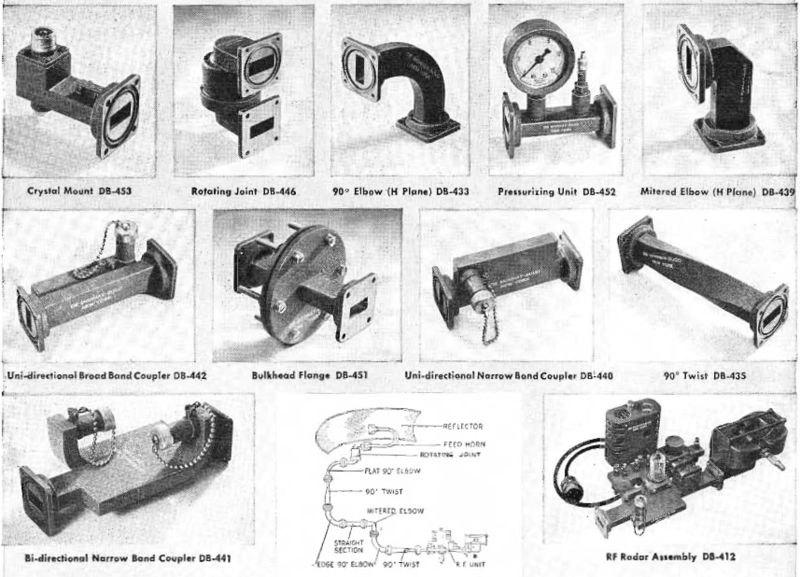 Crystal Mount DB-453
Rotating Joint DB-446
90° Elbow (H Plane) DB-433
Pressurizing Unit DB-452
Mitered Elbow (H Plane) DB-439
Uni-directional Broad Band Coupler DB-442
Bulkhead Flange DB-451
Uni-directional Narrow Band Coupler DB-440
90° Twist DB-435
REFLECTOR
FEED HORN
ROTATING JOINT
FLAT 90° ELBOW
90° TWIST
MITERED ELBOW
STRAIGHT SECTION
EDGE 90° ELBOW
90° TWIST
R.F. UNIT
Bi-directional Narrow Band Coupler DB-441
RF Radar Assembly DB-412